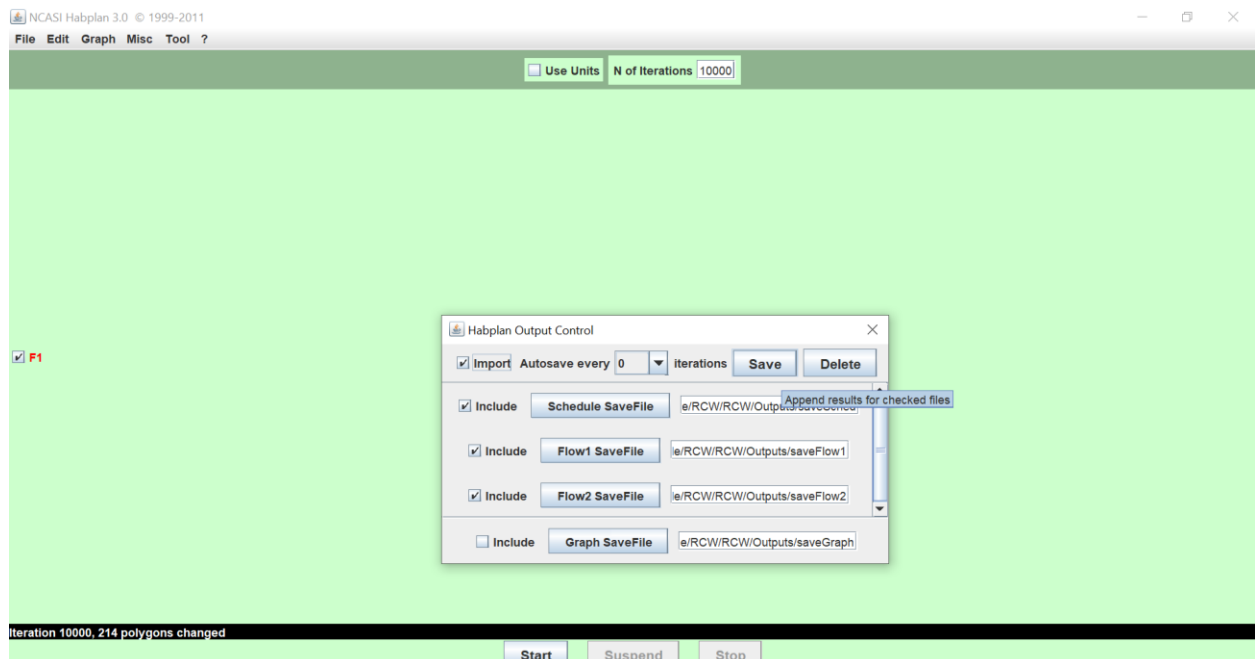 NCASI Habplan 3.0 © 1999-2011
File Edit Graph Misc Tool ?
Use Units N of Iterations 10000
Habplan Output Control
Import Autosave every 0 iterations Save Delete
Append results for checked files
Include Schedule SaveFile e/RCW/RCW/Outputs/saveSched
F1
Include Flow1 SaveFile le/RCW/RCW/Outputs/saveFlow1
Include Flow2 SaveFile le/RCW/RCW/Outputs/saveFlow2
Include Graph SaveFile e/RCW/RCW/Outputs/saveGraph
Iteration 10000, 214 polygons changed
Start Suspend Stop